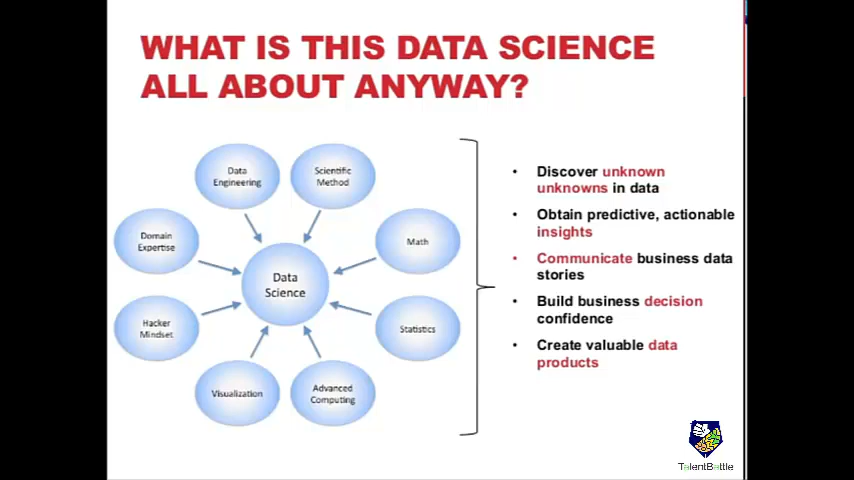 WHAT IS THIS DATA SCIENCE
ALL ABOUT ANYWAY?
Data
Engineering
Scientific
Method
Domain
Expertise
Math
Data
Science
Hacker
Mindset
Statistics
Visualization
Advanced
Computing
• Discover unknown
unknowns in data
• Obtain predictive, actionable
insights
• Communicate business data
stories
• Build business decision
confidence
• Create valuable data
products
TalentBattle